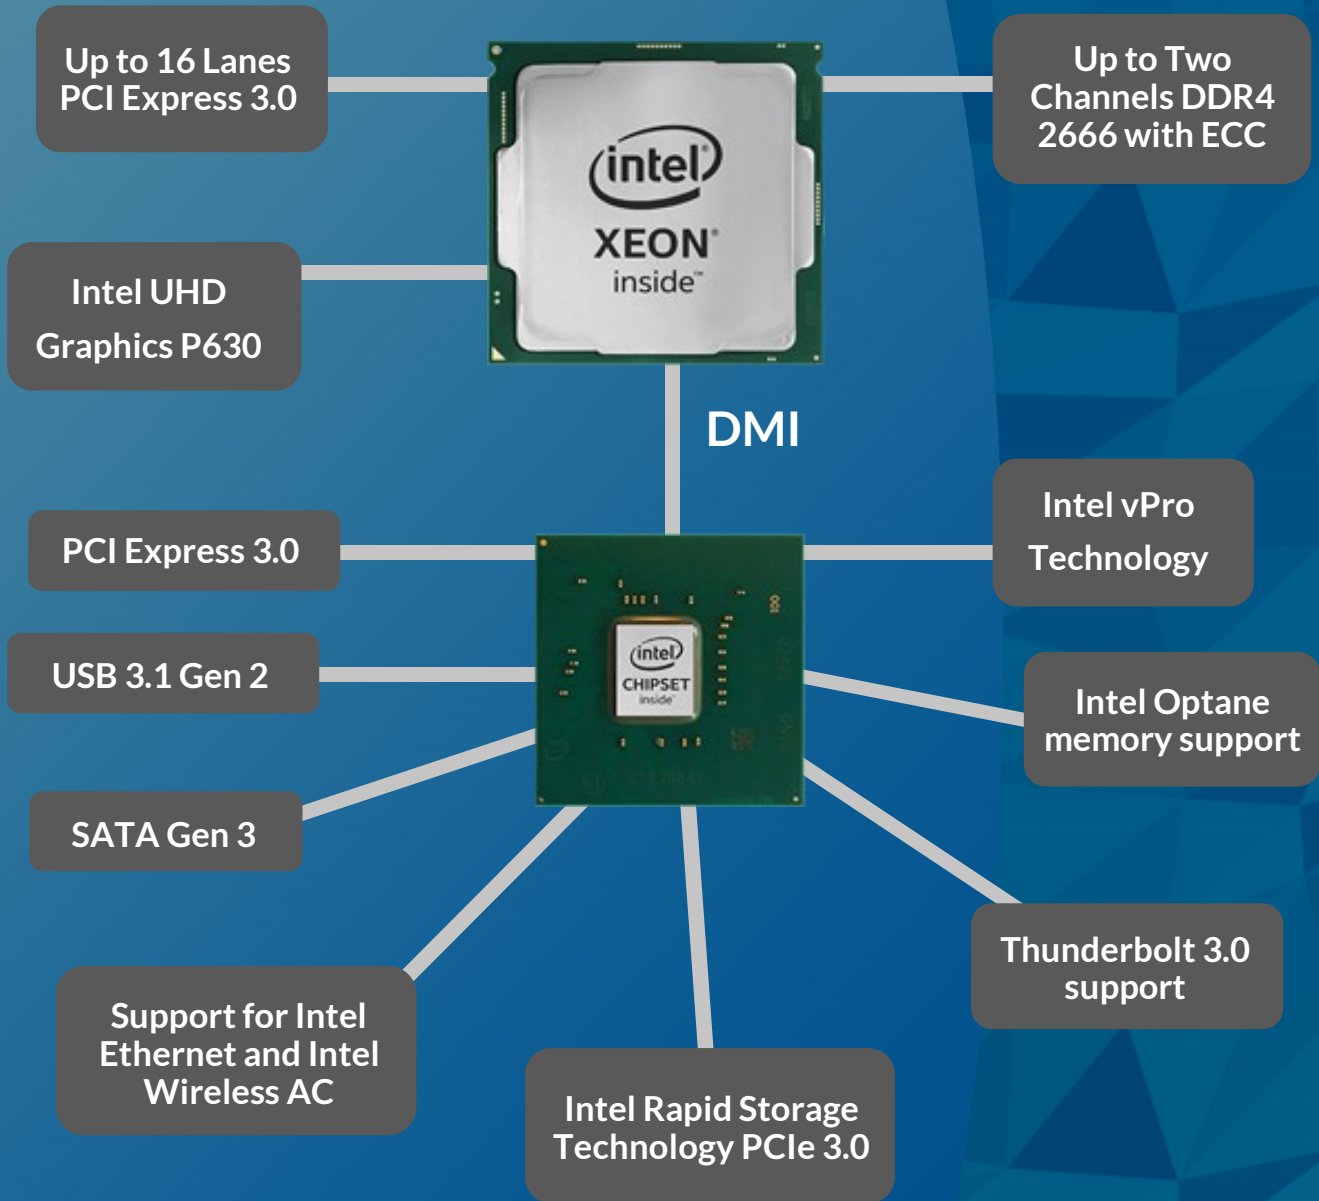 Up to 16 Lanes
PCI Express 3.0
Up to Two
Channels DDR4
2666 with ECC
intel®
XEON®
inside™
Intel UHD
Graphics P630
DMI
PCI Express 3.0
Intel vPro
Technology
USB 3.1 Gen 2
intel
CHIPSET
inside™
Intel Optane
memory support
SATA Gen 3
Thunderbolt 3.0
support
Support for Intel
Ethernet and Intel
Wireless AC
Intel Rapid Storage
Technology PCIe 3.0